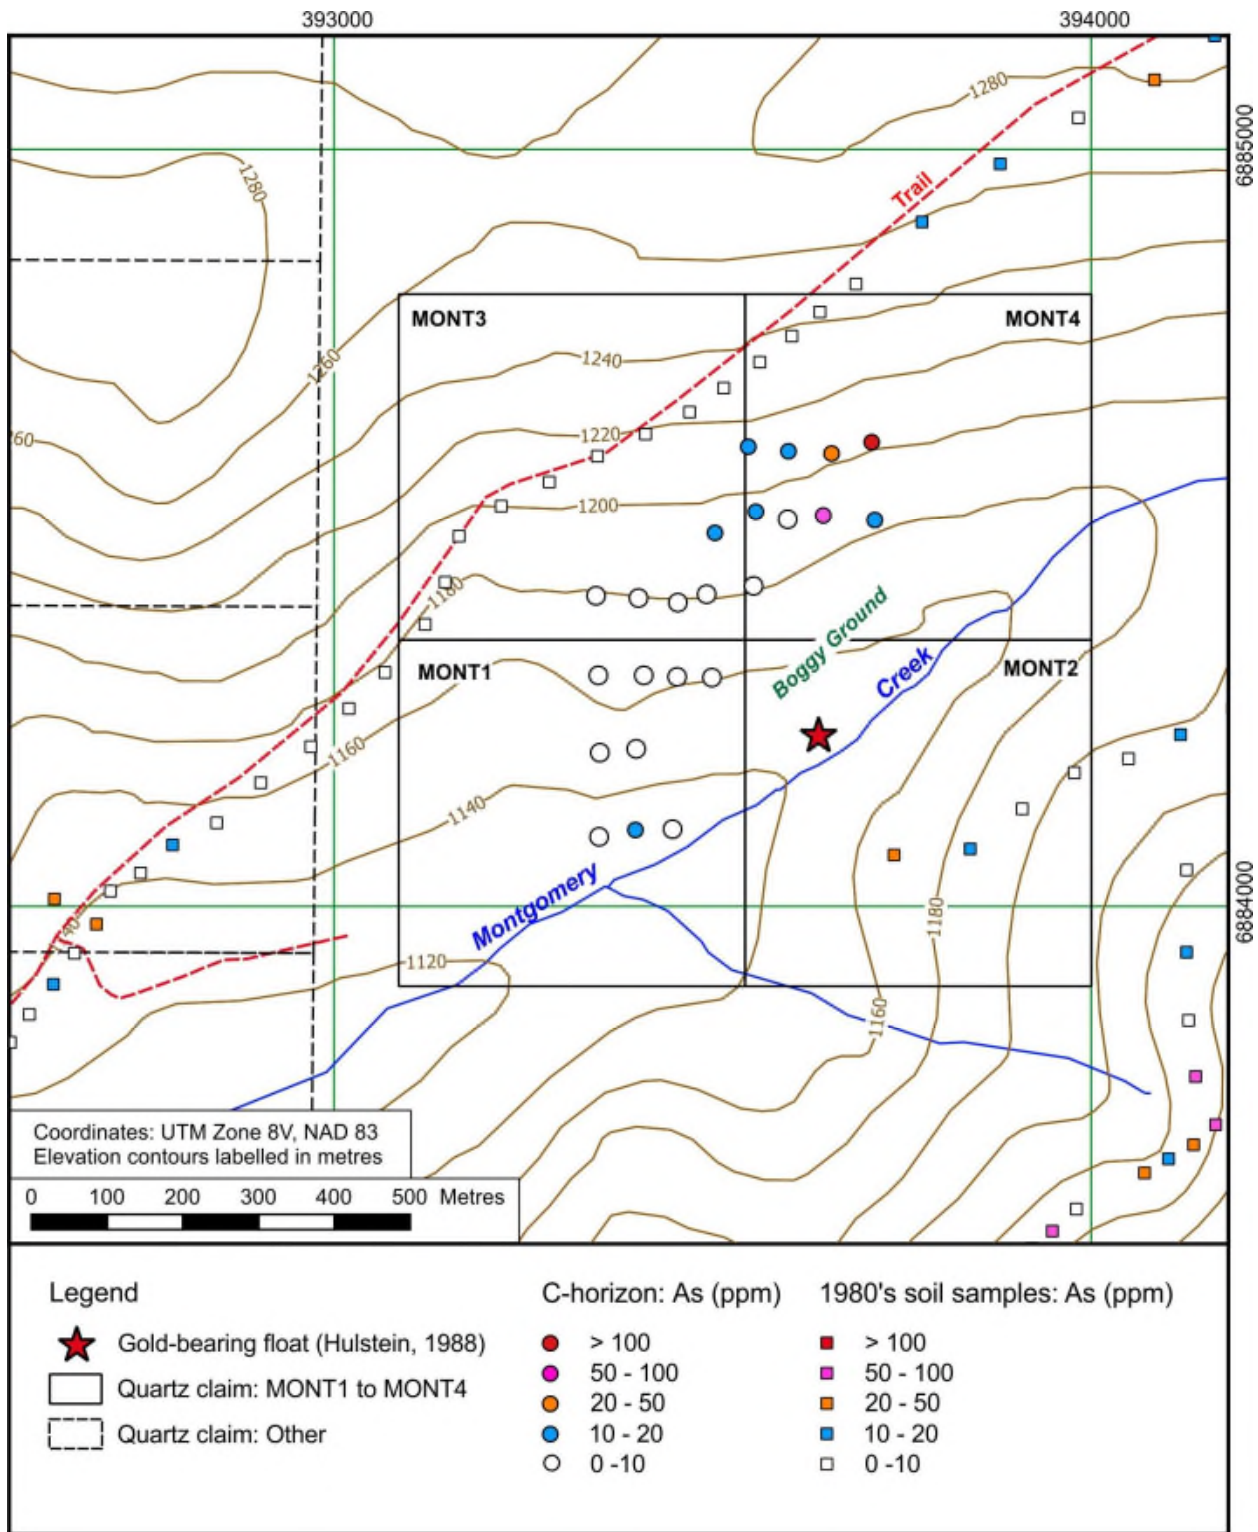 393000
394000
1280
6885000
1280
Trail
MONT3
MONT4
1260
1240
60
1220
1200
1180
Boggy Ground
MONT1
MONT2
Creek
1160
1140
Montgomery
6884000
1180
1120
1160
Coordinates: UTM Zone 8V, NAD 83
Elevation contours labelled in metres
0 100 200 300 400 500 Metres
Legend
Gold-bearing float (Hulstein, 1988)
Quartz claim: MONT1 to MONT4
Quartz claim: Other
C-horizon: As (ppm)
> 100
50 - 100
20 - 50
10 - 20
0 -10
1980's soil samples: As (ppm)
> 100
50 - 100
20 - 50
10 - 20
0 -10